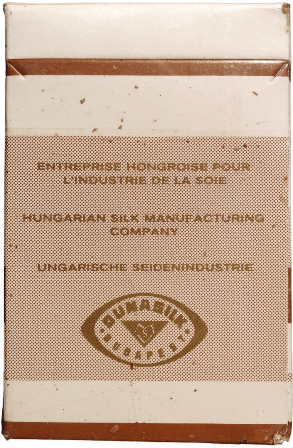 ENTREPRISE HONGROISE POUR
L'INDUSTRIE DE LA SOIE
HUNGARIAN SILK MANUFACTURING
COMPANY
UNGARISCHE SEIDENINDUSTRIE
DUNASILK
BUDAPEST